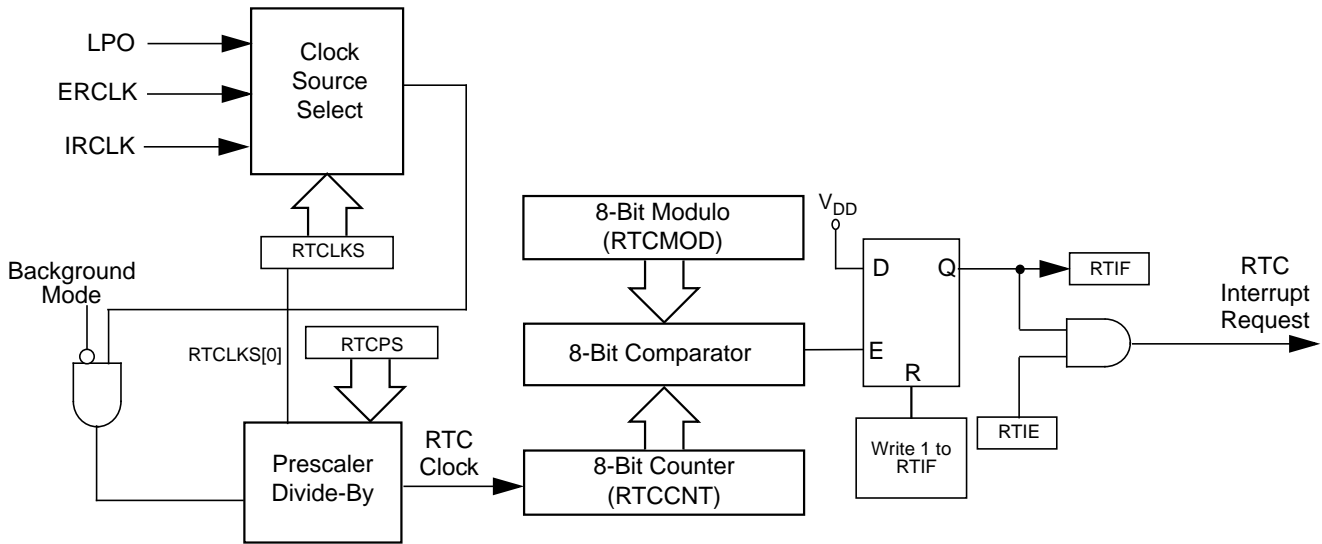 LPO
ERCLK
IRCLK
Clock
Source
Select
RTCLKS
Background
Mode
RTCLKS[0]
RTCPS
Prescaler
Divide-By
RTC
Clock
8-Bit Modulo
(RTCMOD)
8-Bit Comparator
8-Bit Counter
(RTCCNT)
VDD
D
Q
E
R
Write 1 to
RTIF
RTIF
RTIE
RTC
Interrupt
Request